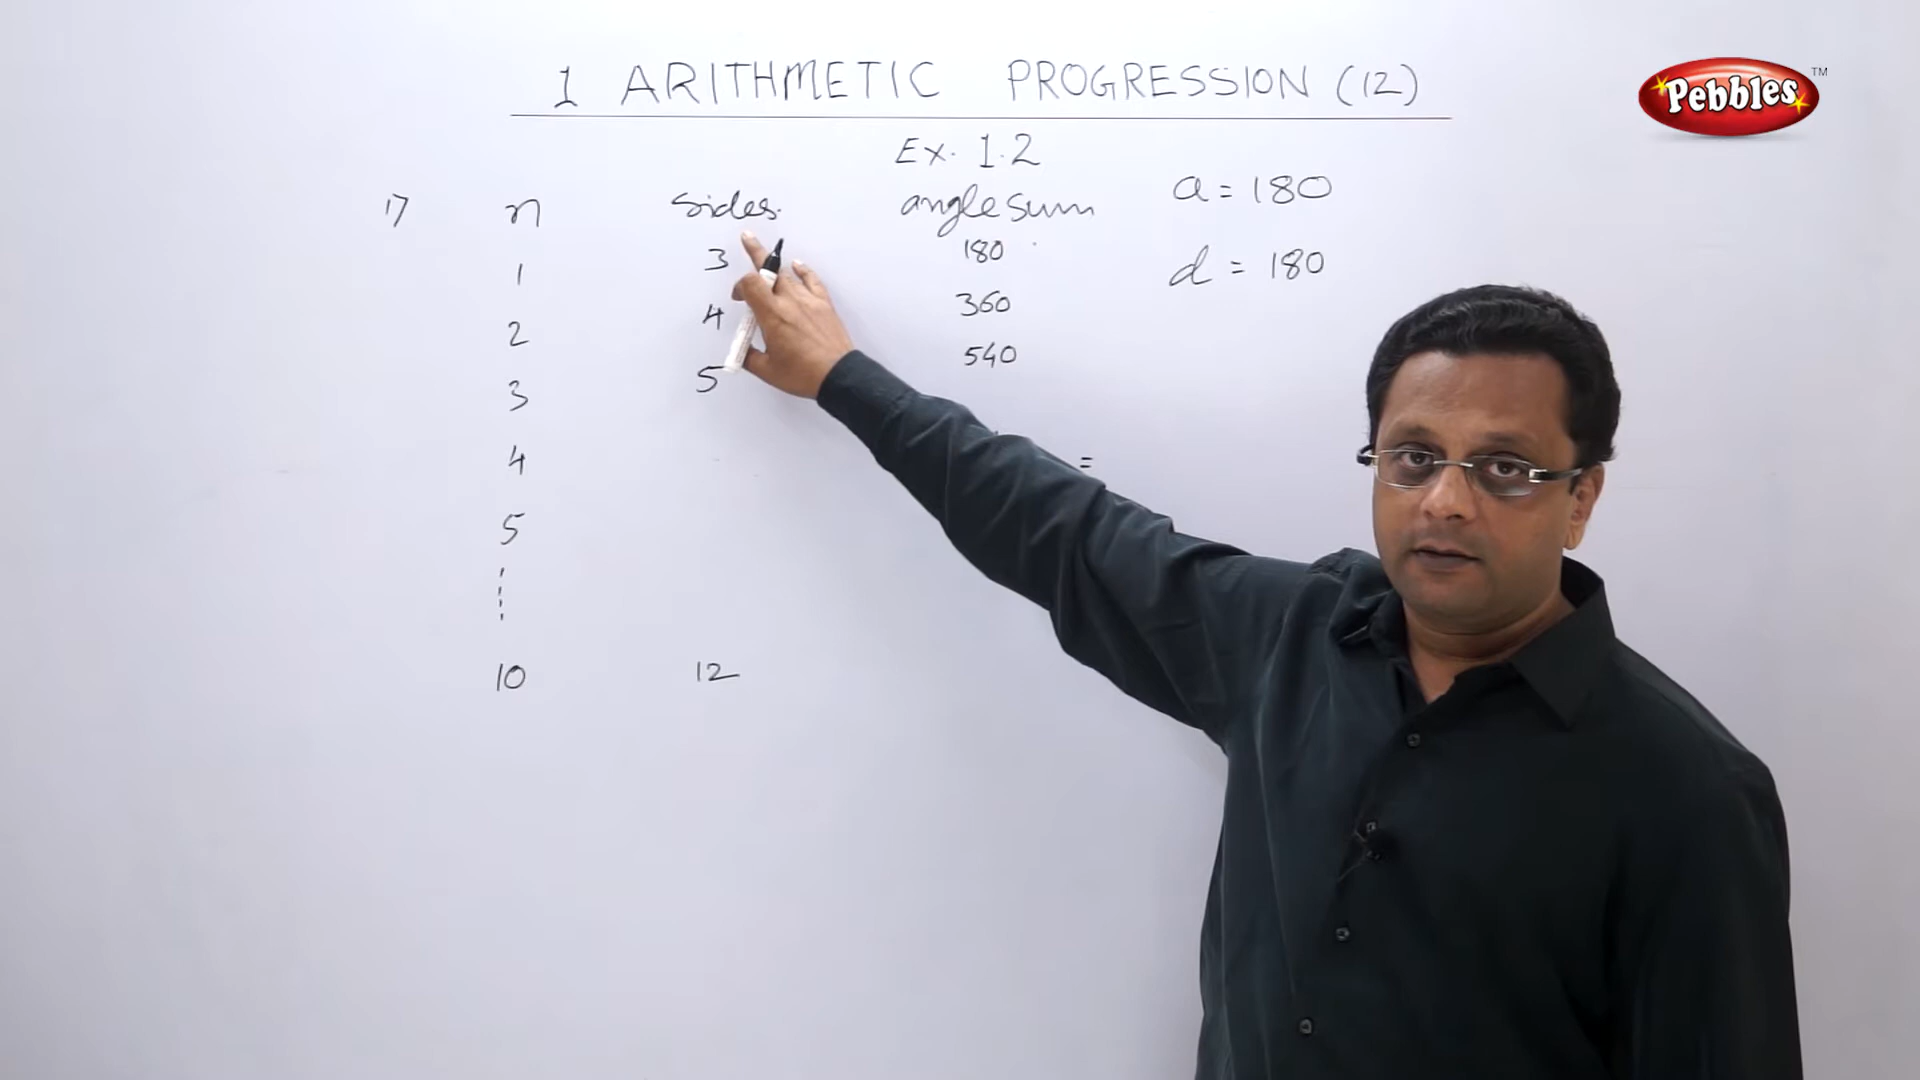 1 ARITHMETIC PROGRESSION (12)
Pebbles TM
Ex. 1.2
17 n sides. angle sum a = 180
1 3 180 d = 180
2 4 360
3 5 540
4 =
5
10 12